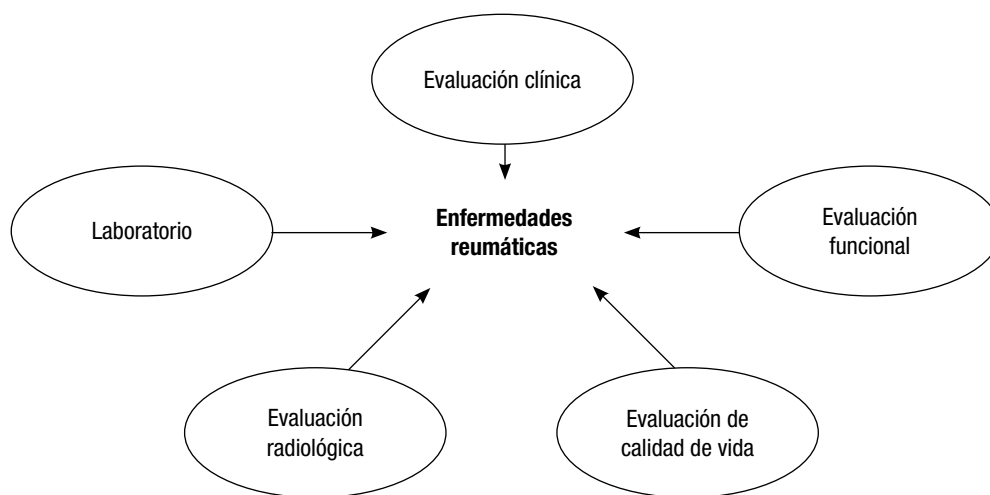 Evaluación clínica
Laboratorio
Enfermedades
reumáticas
Evaluación
funcional
Evaluación
radiológica
Evaluación de
calidad de vida